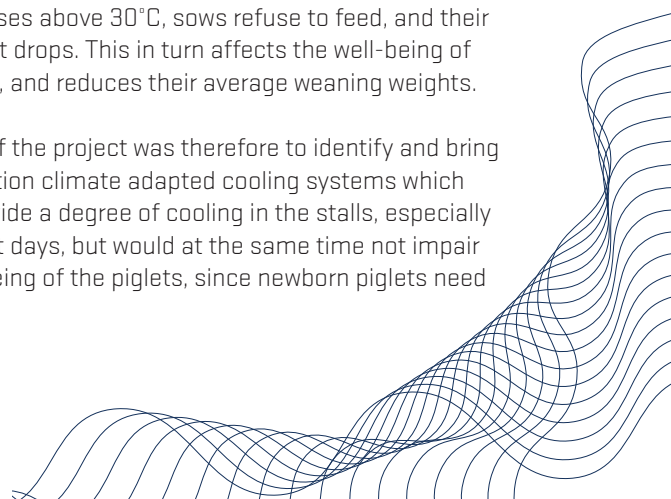 ses above 30°C, sows refuse to feed, and their
t drops. This in turn affects the well-being of
, and reduces their average weaning weights.
f the project was therefore to identify and bring
tion climate adapted cooling systems which
ide a degree of cooling in the stalls, especially
t days, but would at the same time not impair
eing of the piglets, since newborn piglets need